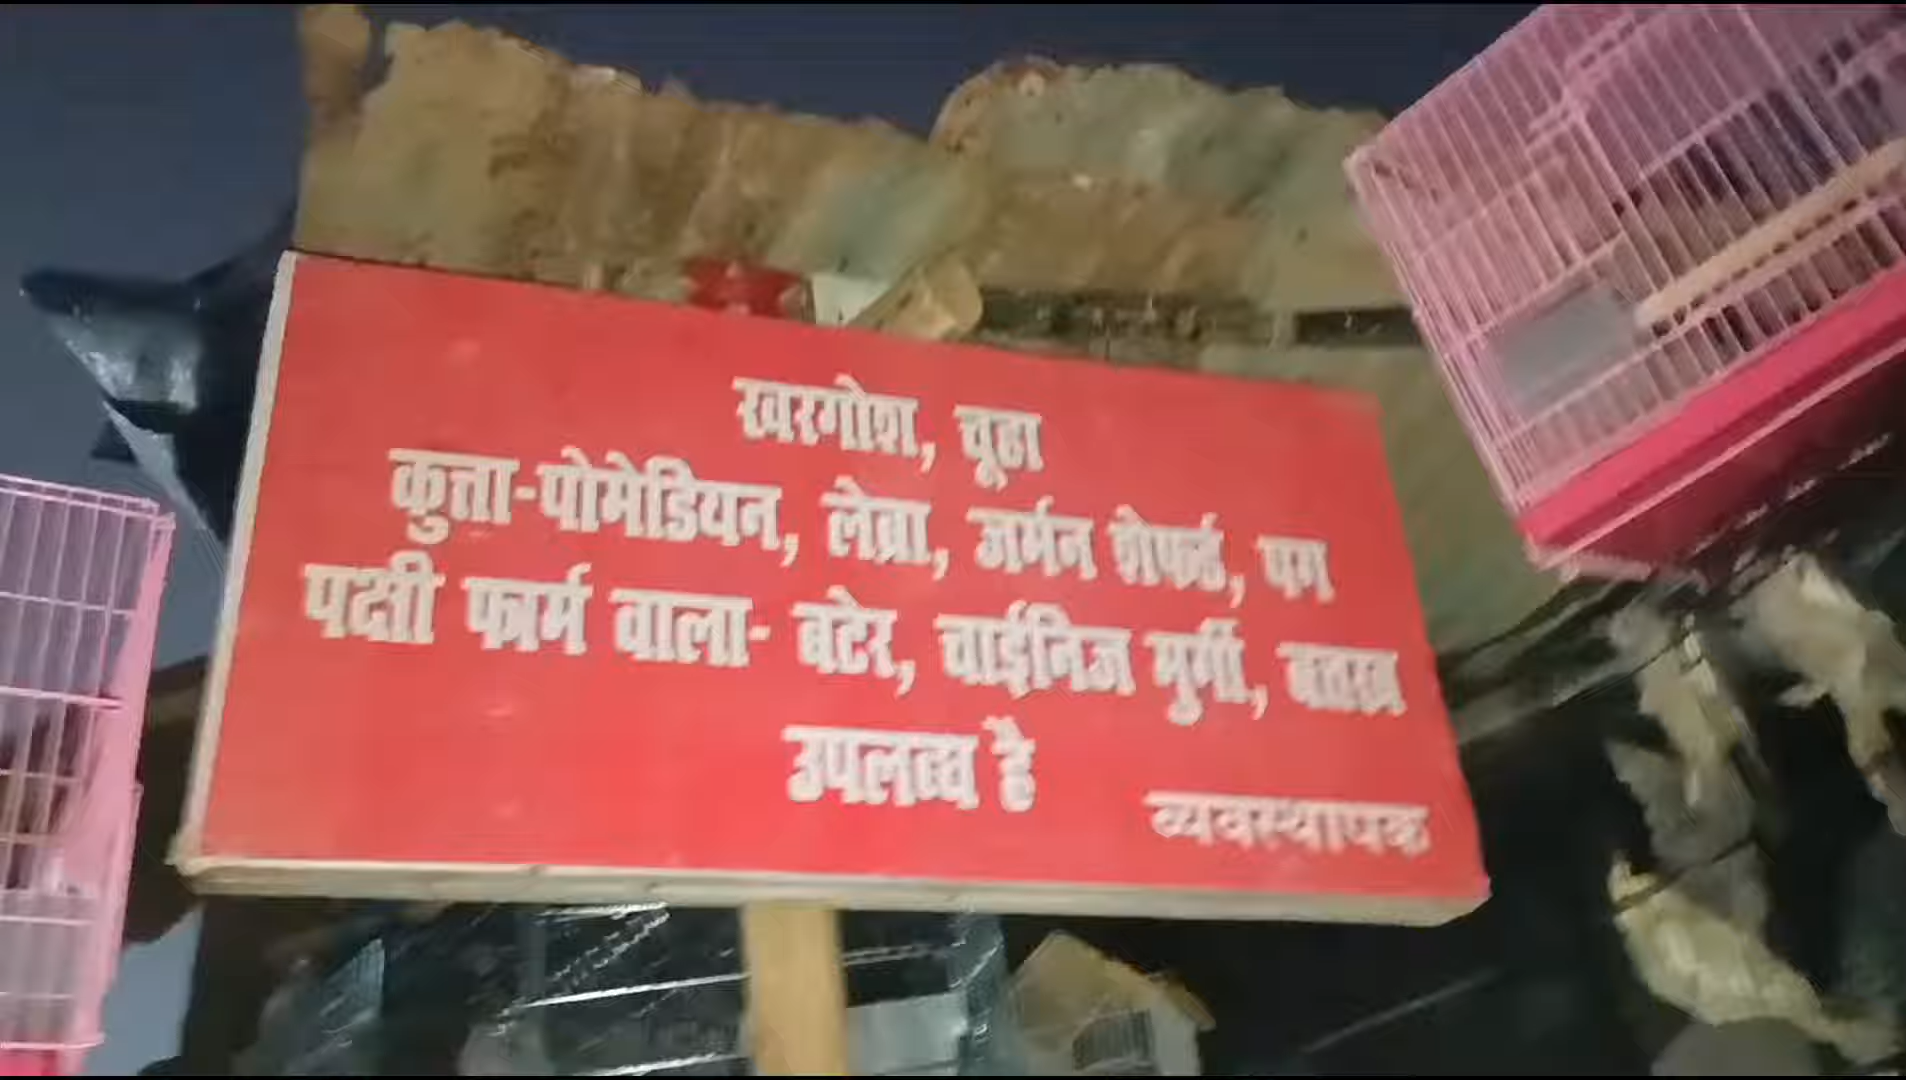 खरगोश, चूहा
कुत्ता-पोमेडियन, लेब्रा, जर्मन शेफर्ड, पग
पक्षी फार्म वाला- बटेर, चाईनिज मुर्गी, बतख
उपलब्ध है
व्यवस्थापक